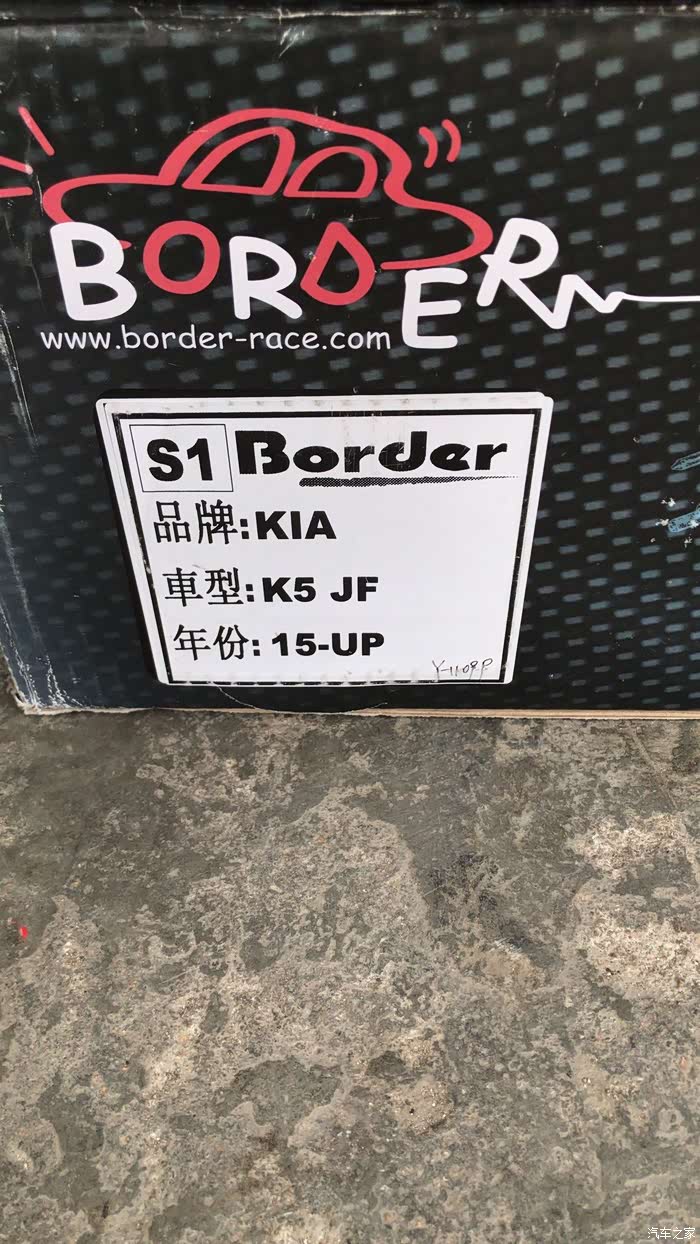 BORDER
www.border-race.com
S1 Border
品牌:KIA
車型:K5 JF
年份:15-UP
Y-1109P
汽车之家